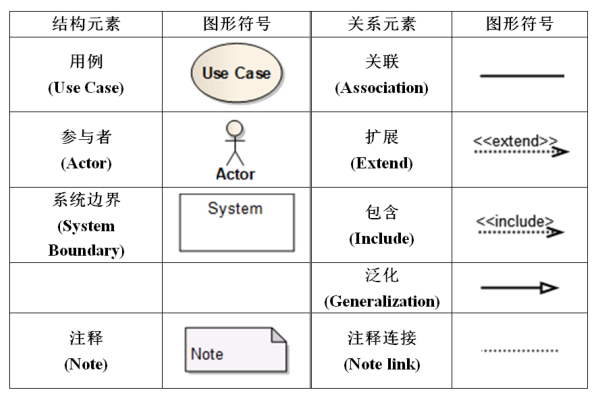 结构元素 图形符号 关系元素 图形符号
用例
(Use Case)
Use Case
关联
(Association)
参与者
(Actor)
Actor
扩展
(Extend)
<<extend>>
系统边界
(System
Boundary)
System
包含
(Include)
<<include>
泛化
(Generalization)
注释
(Note)
Note
注释连接
(Note link)